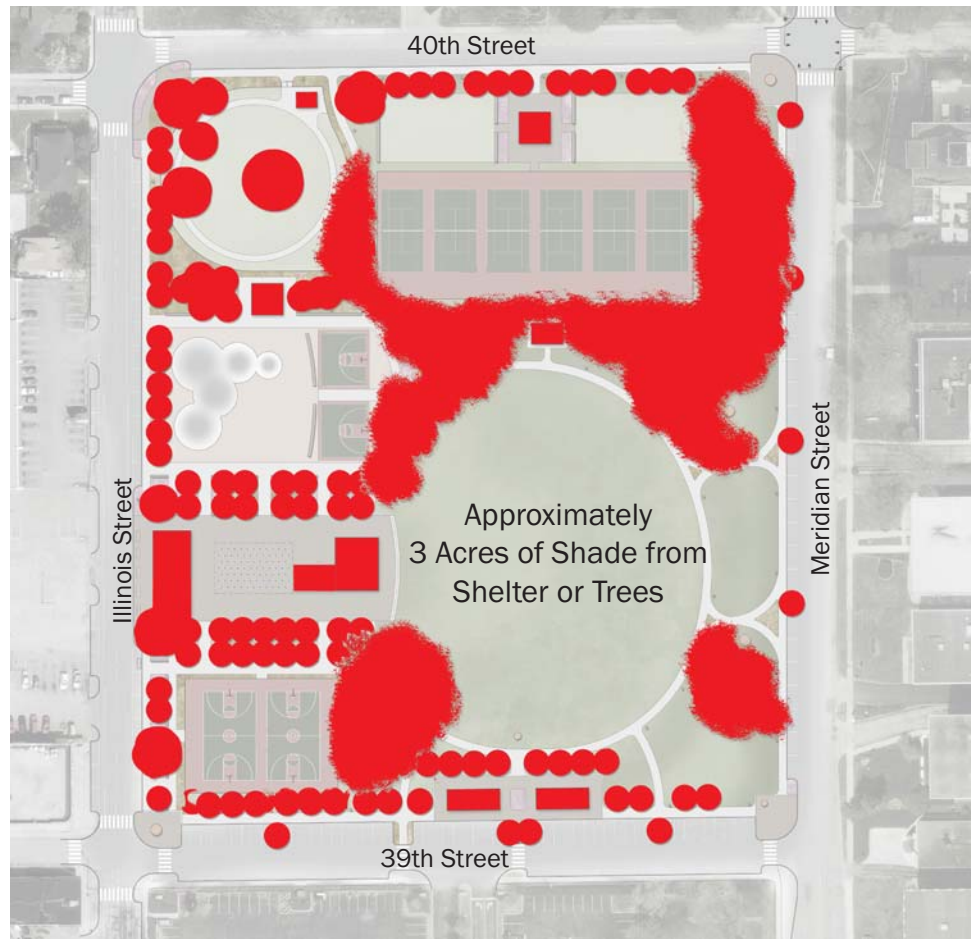 40th Street
Meridian Street
Approximately
3 Acres of Shade from
Shelter or Trees
Illinois Street
39th Street